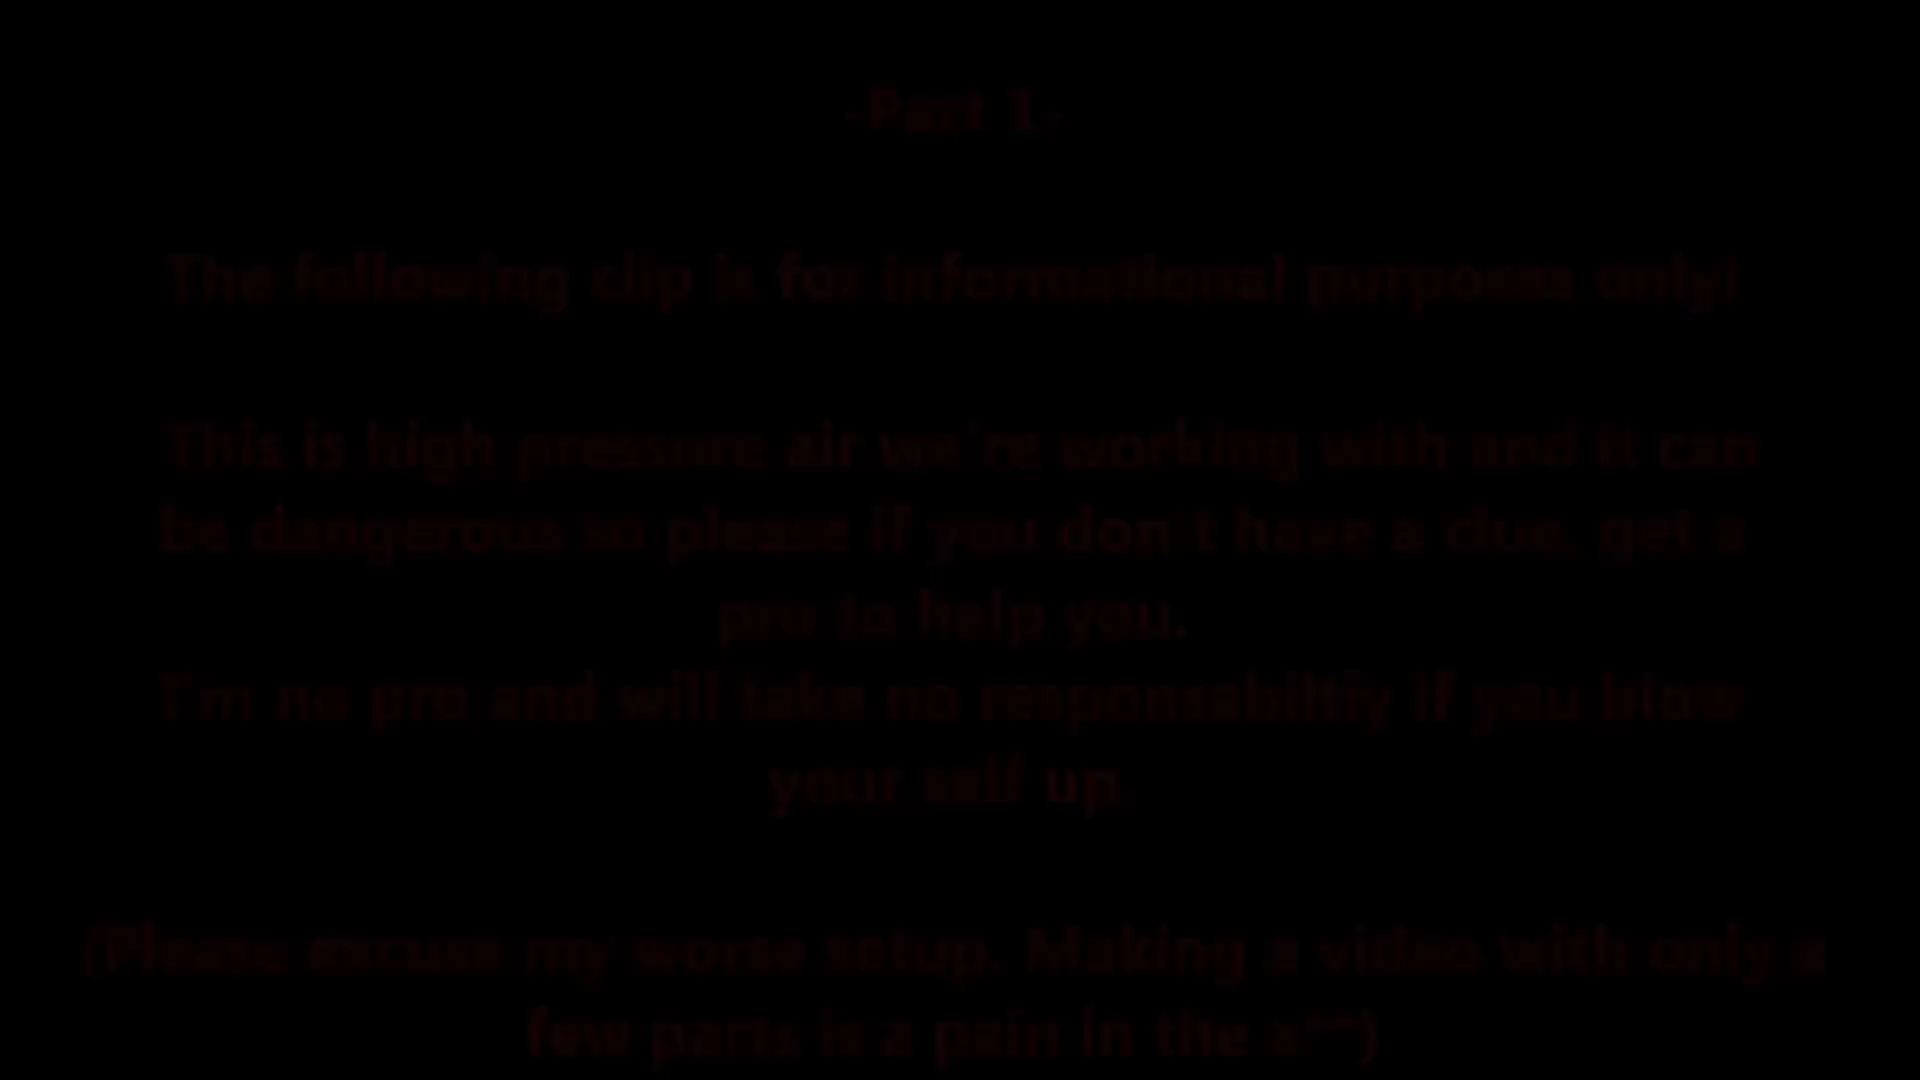 -Part 1-
The following clip is for informational purposes only!
This is high pressure air we're working with and it can
be dangerous so please if you don't have a clue, get a
pro to help you.
I'm no pro and will take no responsabiltiy if you blow
your self up.
(Please excuse my worse setup. Making a video with only a
few parts is a pain in the a**)